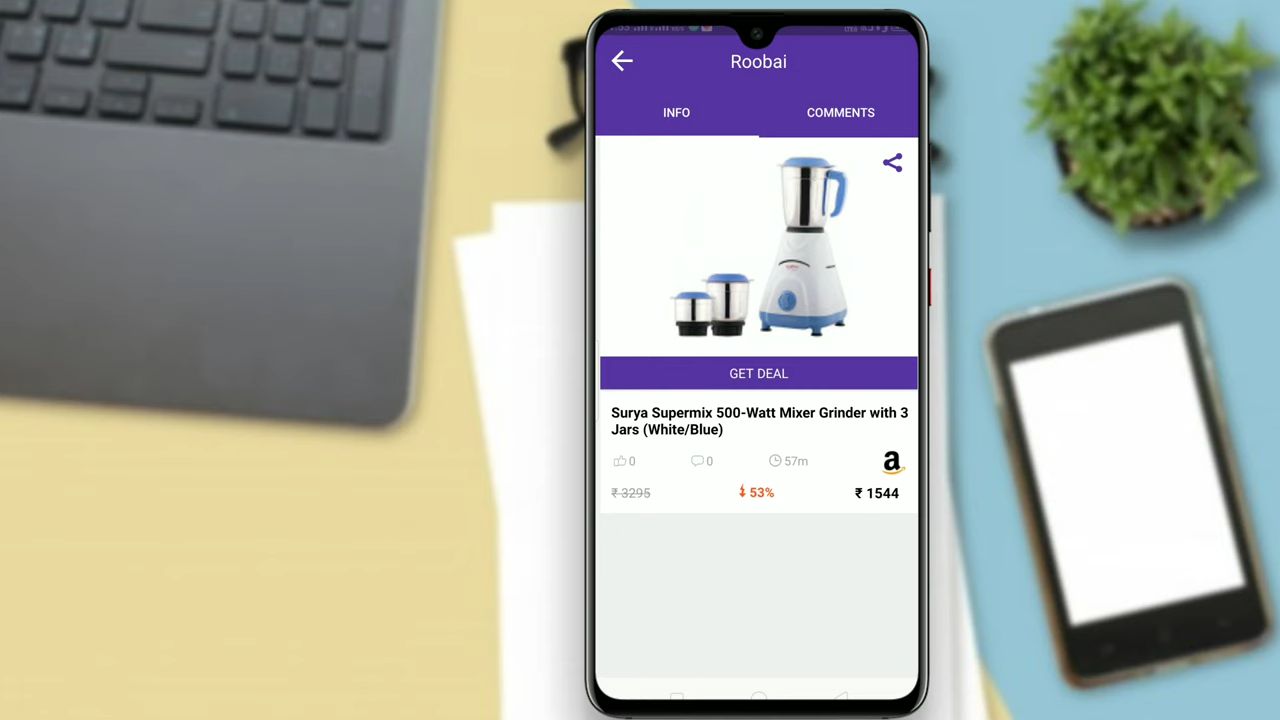 Roobai
INFO
COMMENTS
GET DEAL
Surya Supermix 500-Watt Mixer Grinder with 3
Jars (White/Blue)
0
0
57m
a
₹ 3295
53%
₹ 1544